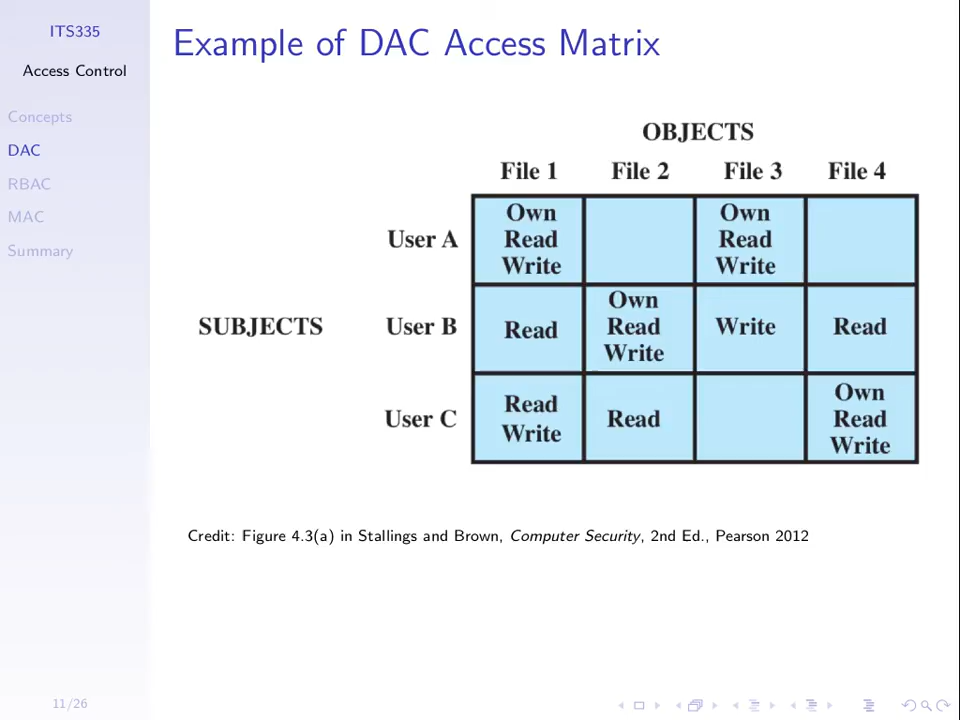 ITS335
Access Control
Concepts
DAC
RBAC
MAC
Summary
11/26
Example of DAC Access Matrix
OBJECTS
File 1 File 2 File 3 File 4
SUBJECTS
User A
Own
Read
Write
Own
Read
Write
User B
Read
Own
Read
Write
Write
Read
User C
Read
Write
Read
Own
Read
Write
Credit: Figure 4.3(a) in Stallings and Brown, Computer Security, 2nd Ed., Pearson 2012